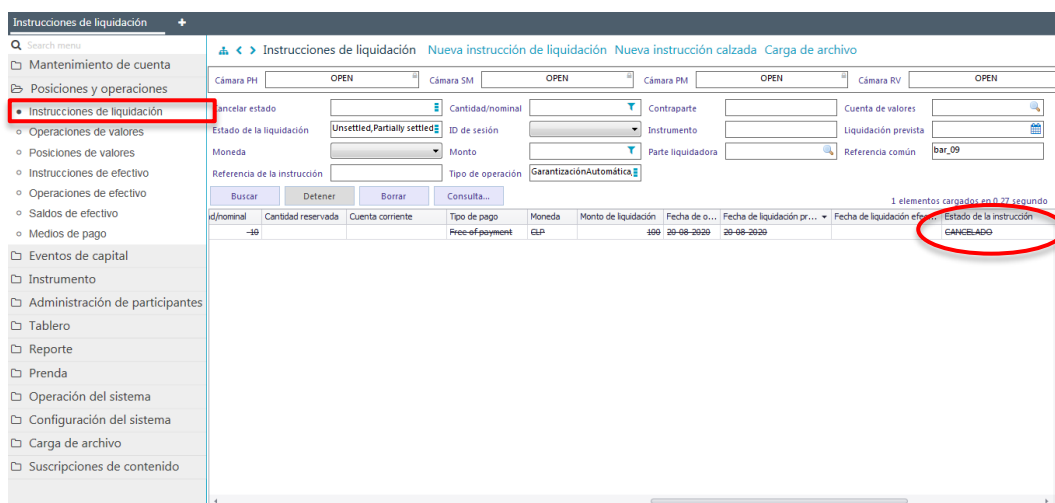 Instrucciones de liquidación +
Search menu
Mantenimiento de cuenta
Posiciones y operaciones
Instrucciones de liquidación
Operaciones de valores
Posiciones de valores
Instrucciones de efectivo
Operaciones de efectivo
Saldos de efectivo
Medios de pago
Eventos de capital
Instrumento
Administración de participantes
Tablero
Reporte
Prenda
Operación del sistema
Configuración del sistema
Carga de archivo
Suscripciones de contenido
Instrucciones de liquidación Nueva instrucción de liquidación Nueva instrucción calzada Carga de archivo
Cámara PH OPEN Cámara SM OPEN Cámara PM OPEN Cámara RV OPEN
Cancelar estado Cantidad/nominal Contraparte Cuenta de valores
Estado de la liquidación Unsettled,Partially settled ID de sesión Instrumento Liquidación prevista
Moneda Monto Parte liquidadora Referencia común bar_09
Referencia de la instrucción Tipo de operación GarantizaciónAutomática,
Buscar Detener Borrar Consulta...
1 elementos cargados en 0,27 segundo
id/nominal Cantidad reservada Cuenta corriente Tipo de pago Moneda Monto de liquidación Fecha de o... Fecha de liquidación pr... Fecha de liquidación efec... Estado de la instrucción
-10 Free of payment CLP 100 20-08-2020 20-08-2020 CANCELADO